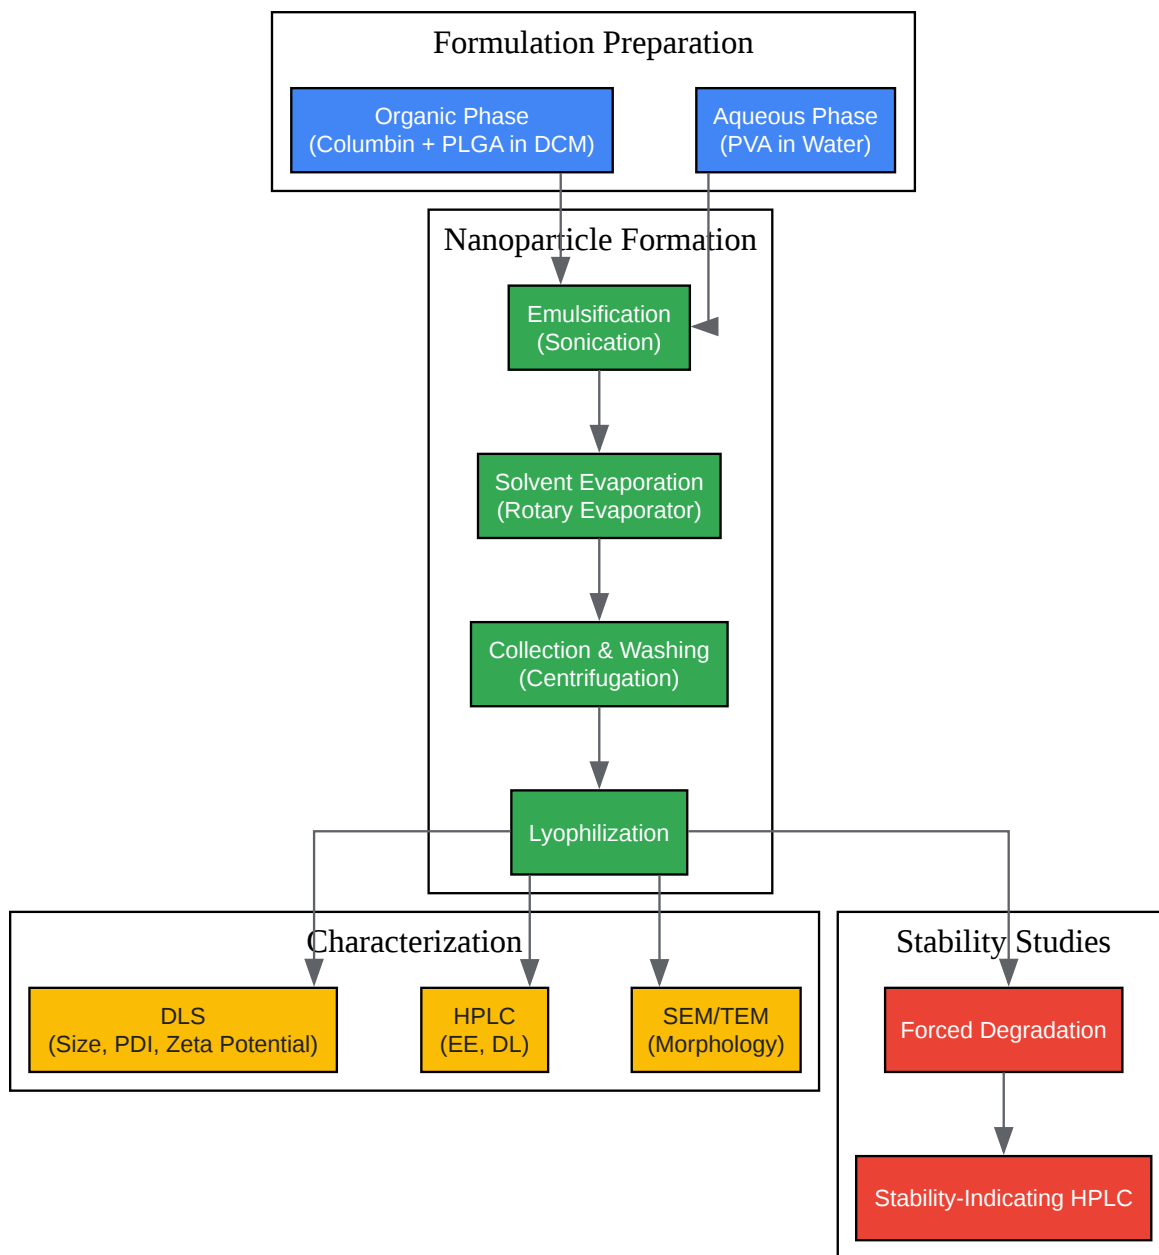 Formulation Preparation
Organic Phase
(Columbin + PLGA in DCM)
Aqueous Phase
(PVA in Water)
Nanoparticle Formation
Emulsification
(Sonication)
Solvent Evaporation
(Rotary Evaporator)
Collection & Washing
(Centrifugation)
Lyophilization
Characterization
DLS
(Size, PDI, Zeta Potential)
HPLC
(EE, DL)
SEM/TEM
(Morphology)
Stability Studies
Forced Degradation
Stability-Indicating HPLC